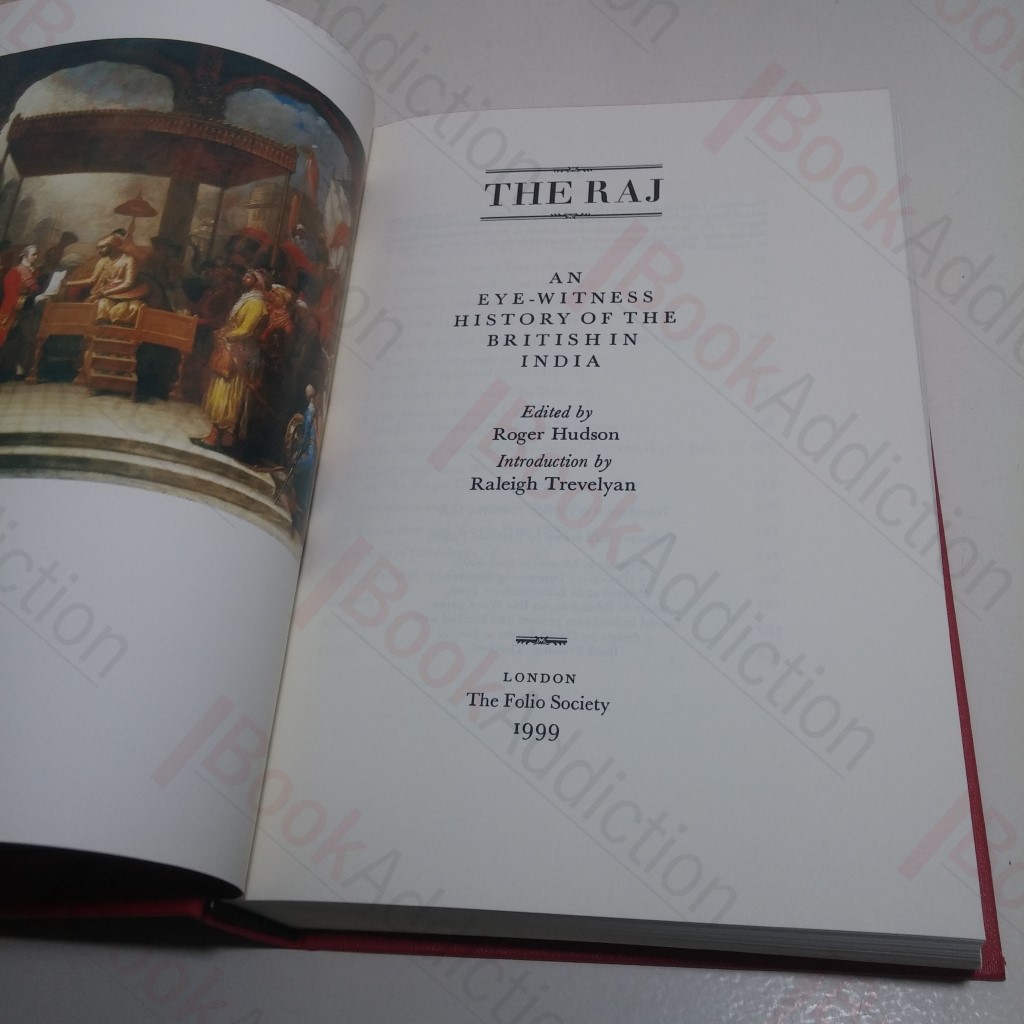 THE RAJ
AN
EYE-WITNESS
HISTORY OF THE
BRITISH IN
INDIA
Edited by
Roger Hudson
Introduction by
Raleigh Trevelyan
LONDON
The Folio Society
1999
BookAddiction